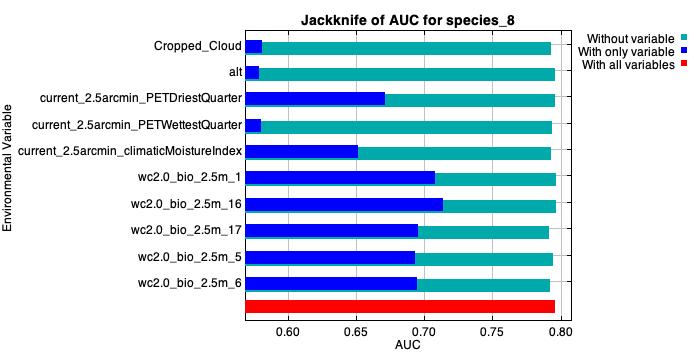 Jackknife of AUC for species_8
Without variable
With only variable
With all variables
Environmental Variable
Cropped_Cloud
alt
current_2.5arcmin_PETDriestQuarter
current_2.5arcmin_PETWettestQuarter
current_2.5arcmin_climaticMoistureIndex
wc2.0_bio_2.5m_1
wc2.0_bio_2.5m_16
wc2.0_bio_2.5m_17
wc2.0_bio_2.5m_5
wc2.0_bio_2.5m_6
0.60 0.65 0.70 0.75 0.80
AUC